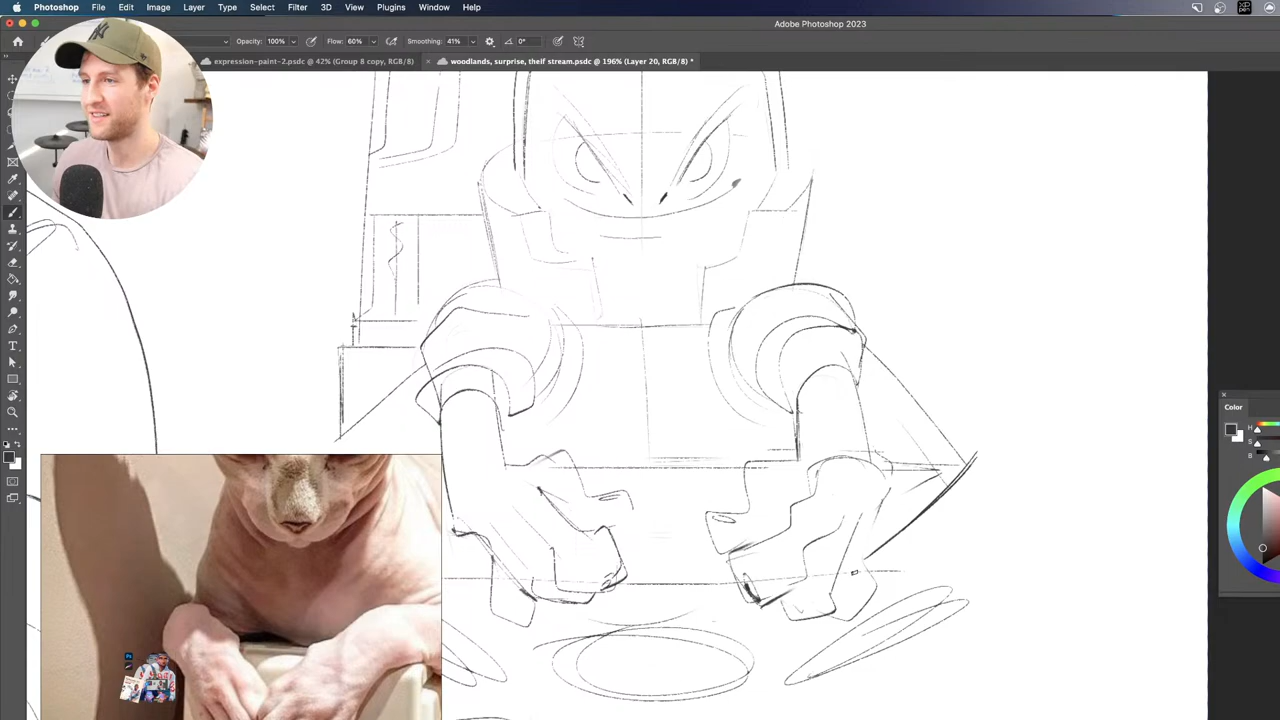 Photoshop File Edit Image Layer Type Select Filter 3D View Plugins Window Help
Adobe Photoshop 2023
Opacity: 100% Flow: 60% Smoothing: 41% 0°
expression-paint-2.psdc @ 42% (Group 8 copy, RGB/8) × woodlands, surprise, theif stream.psdc @ 196% (Layer 20, RGB/8) *
Color
H
S
B
Ps